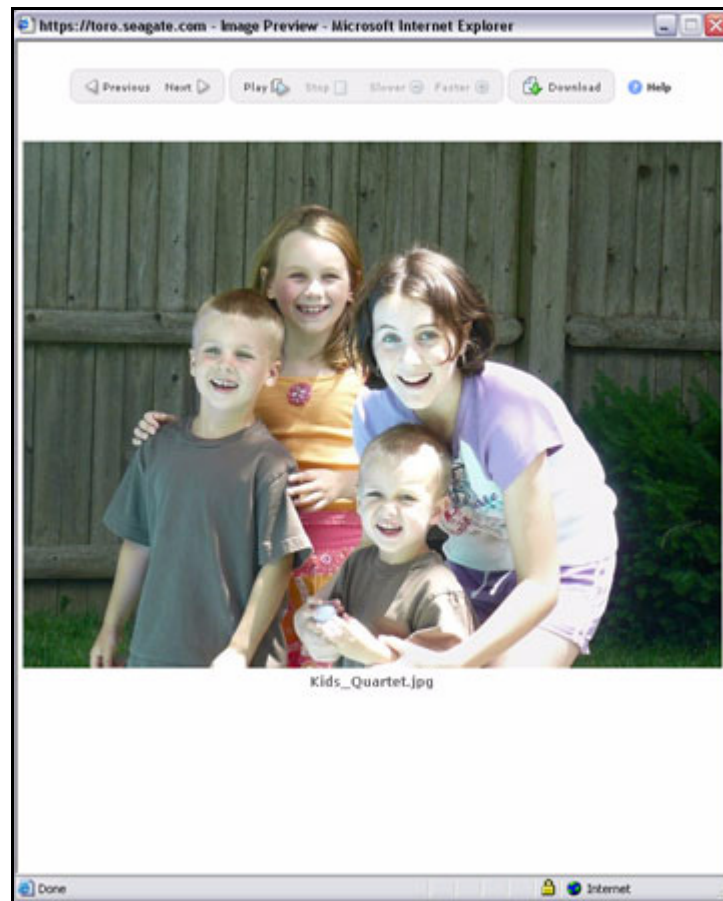 https://toro.seagate.com - Image Preview - Microsoft Internet Explorer
Previous Next Play Stop Slower Faster Download Help
Kids_Quartet.jpg
Done Internet